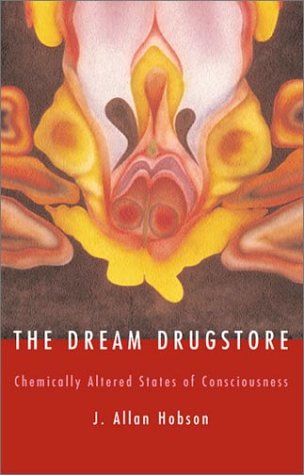 THE DREAM DRUGSTORE
Chemically Altered States of Consciousness
J. Allan Hobson